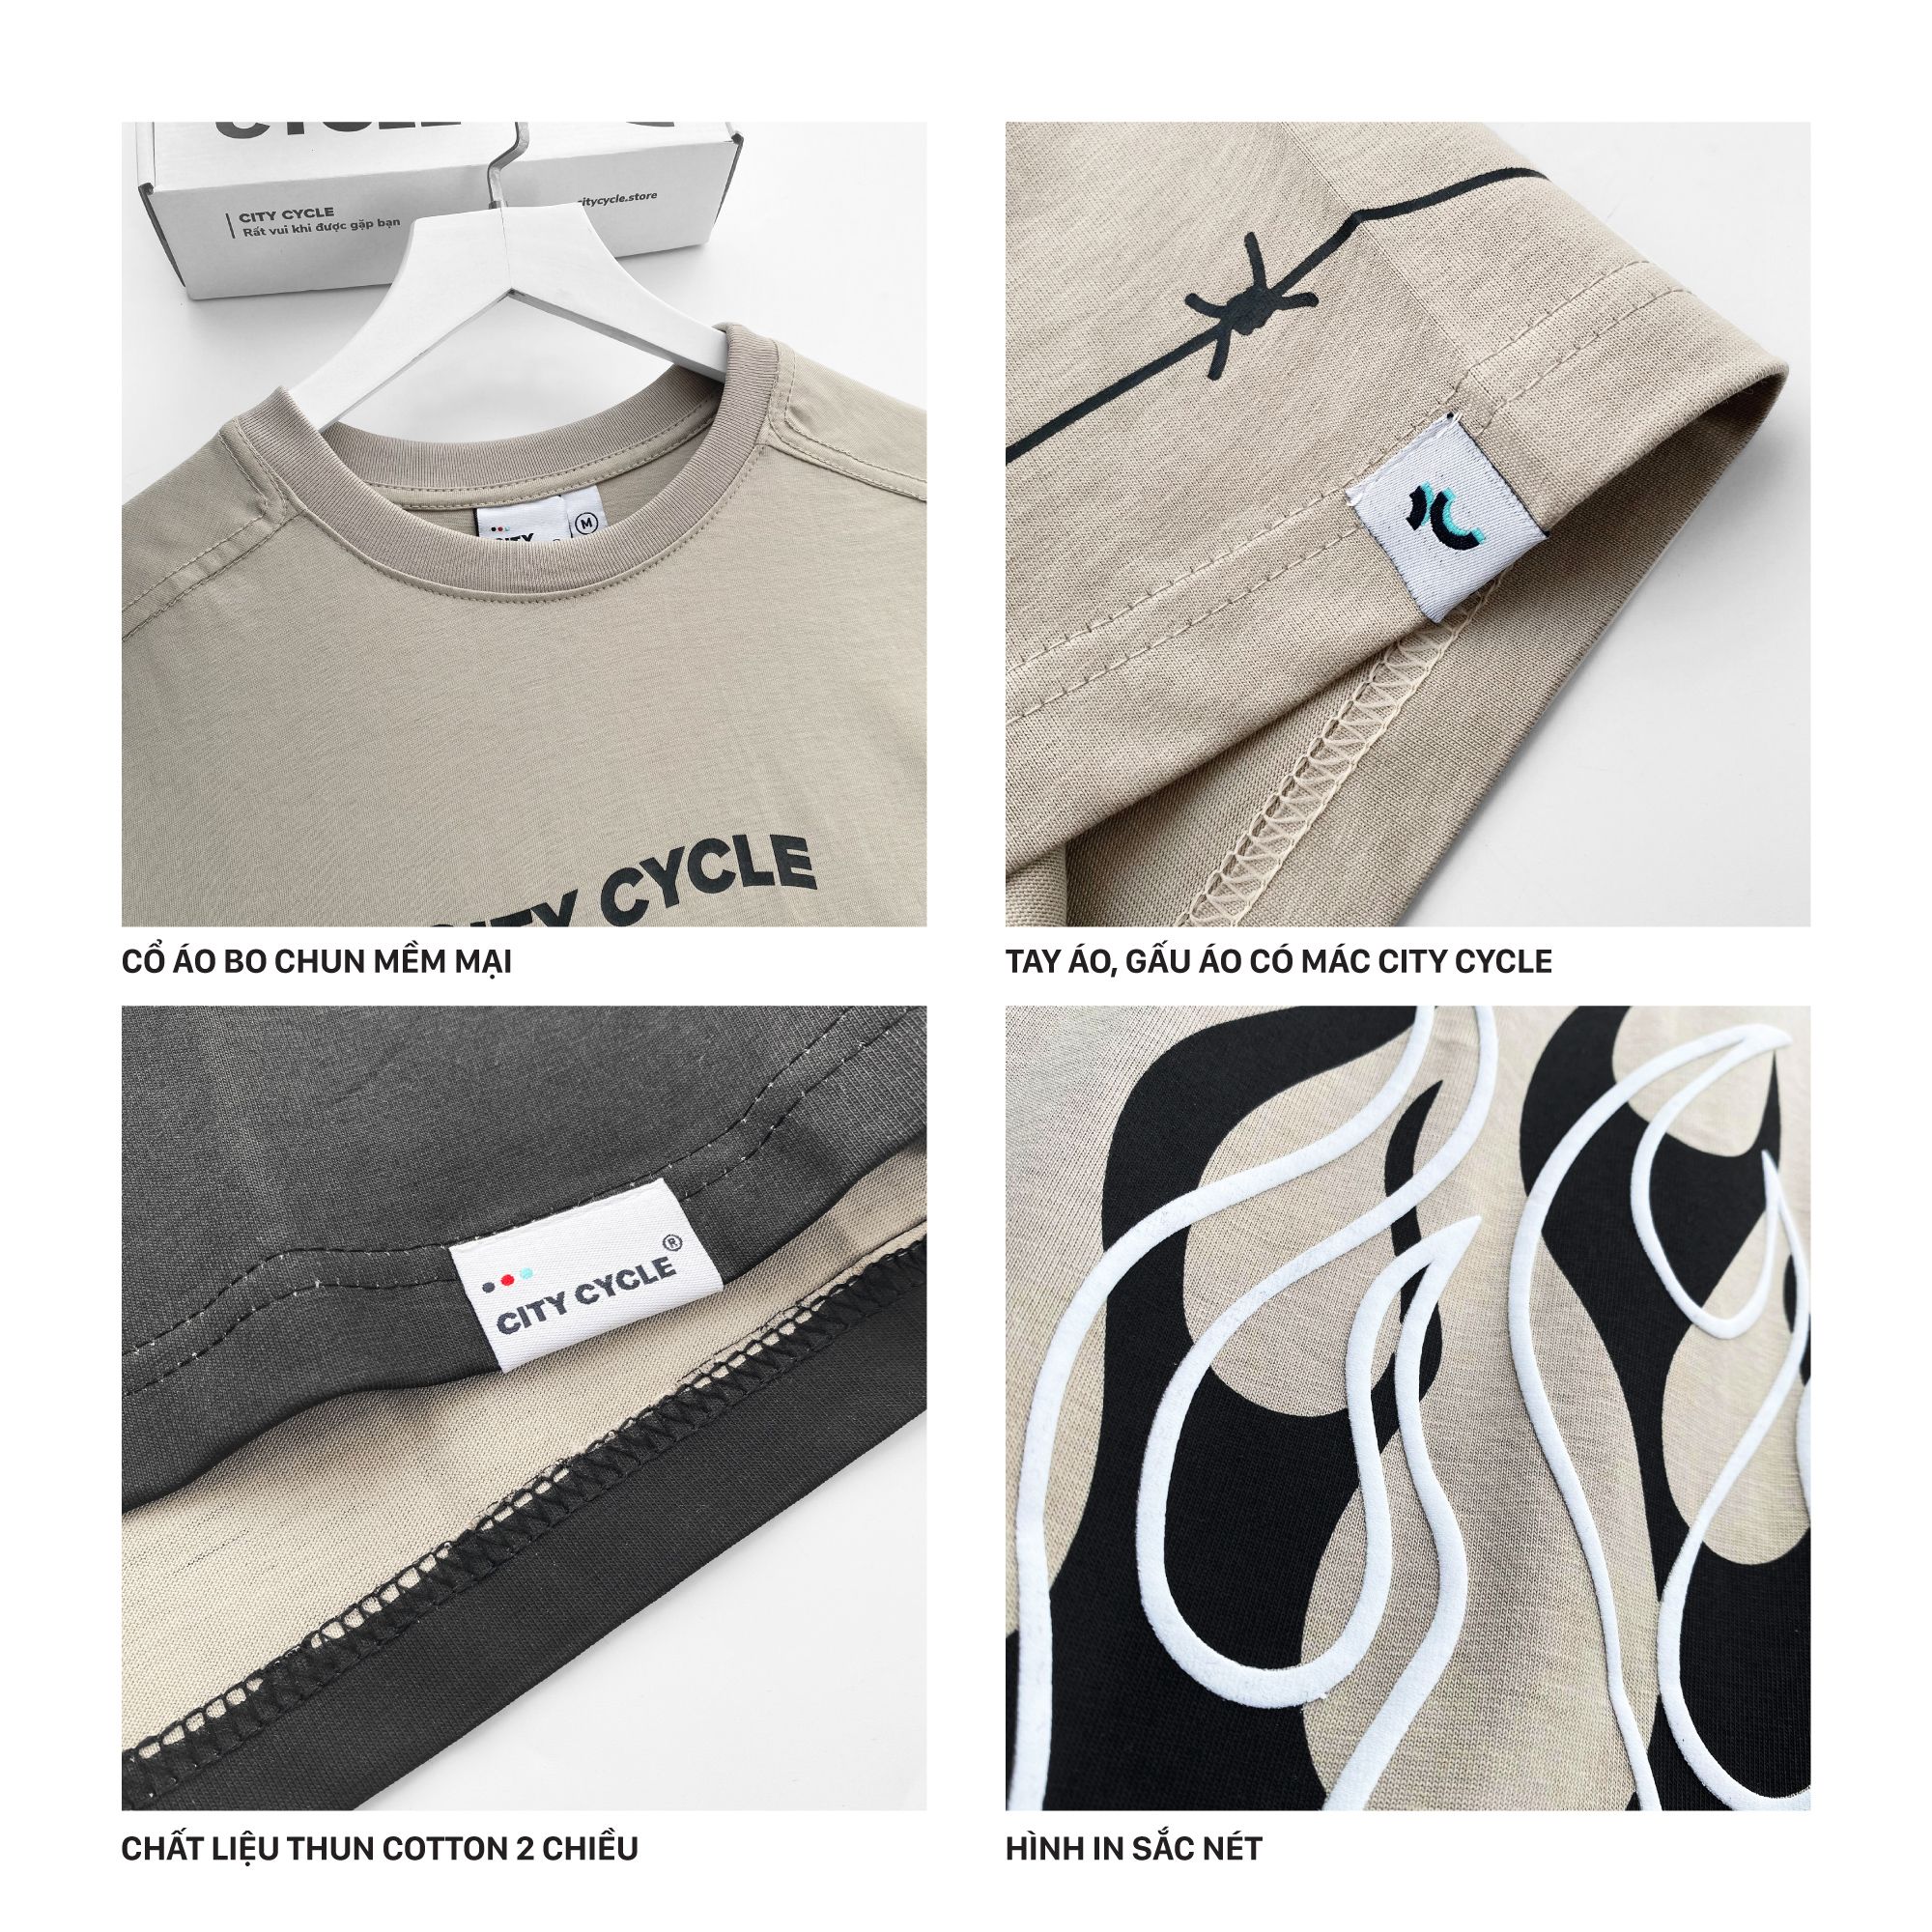 CITY CYCLE
Rất vui khi được gặp bạn
citycycle.store
M
CITY CYCLE
CỔ ÁO BO CHUN MỀM MẠI
TAY ÁO, GẤU ÁO CÓ MÁC CITY CYCLE
CITY CYCLE®
CHẤT LIỆU THUN COTTON 2 CHIỀU
HÌNH IN SẮC NÉT